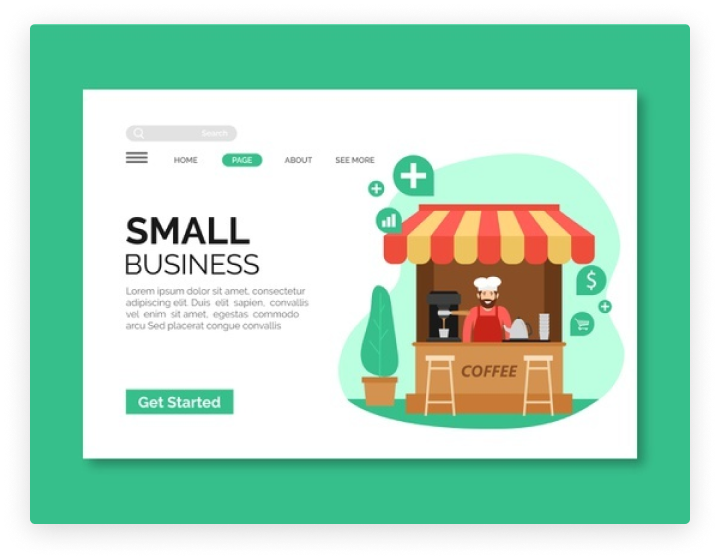 Search
HOME PAGE ABOUT SEE MORE
SMALL
BUSINESS
Lorem ipsum dolor sit amet, consectetur
adipiscing elit. Duis elit sapien, convallis
vel enim sit amet, egestas commodo
arcu Sed placerat congue convallis
Get Started
$
COFFEE